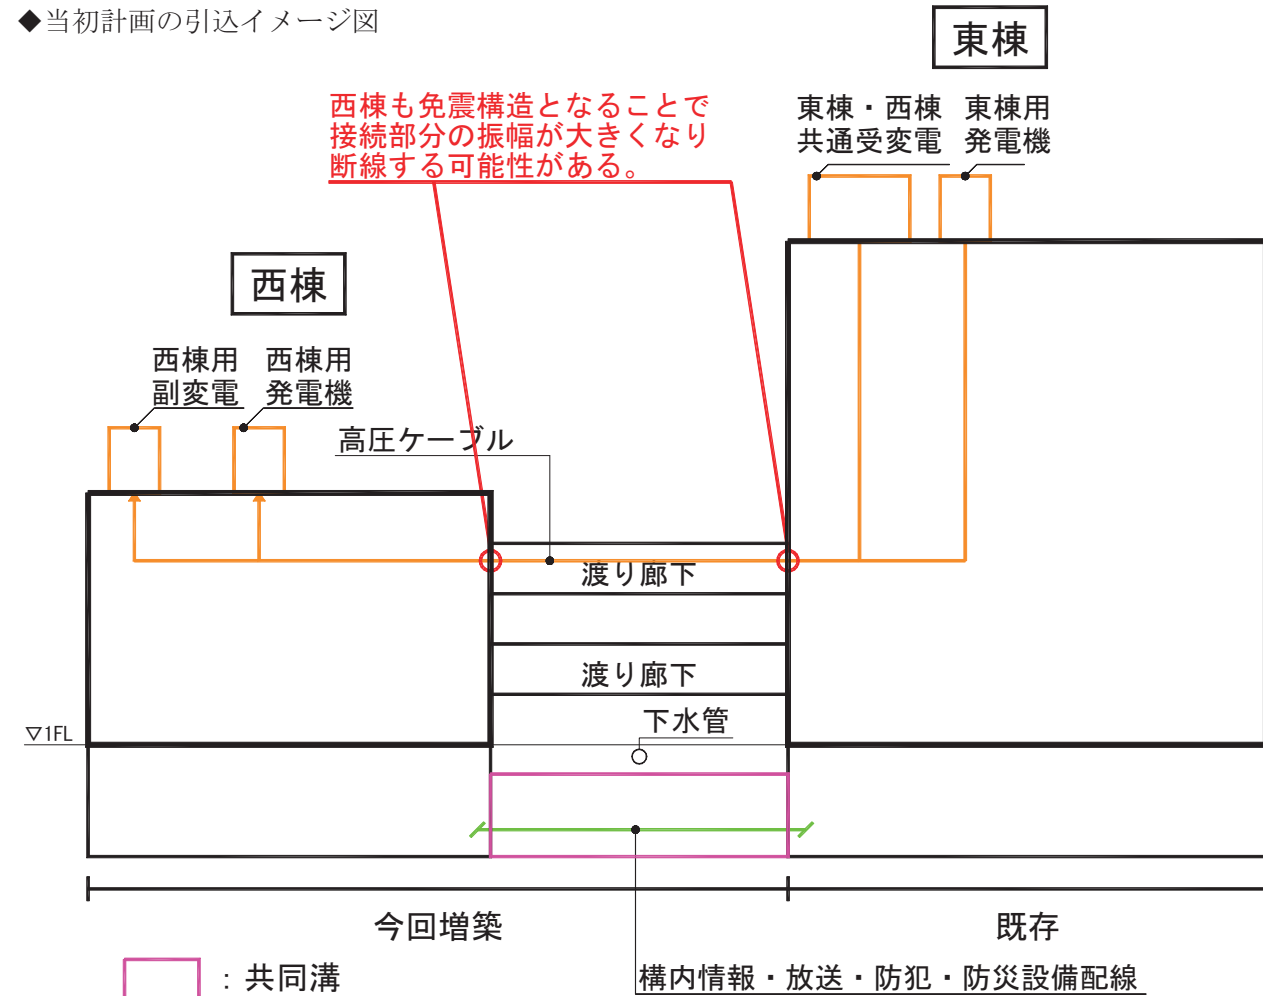 ◆当初計画の引込イメージ図
東棟
西棟も免震構造となることで
接続部分の振幅が大きくなり
断線する可能性がある。
東棟・西棟
共通受変電
東棟用
発電機
西棟
西棟用
副変電
西棟用
発電機
高圧ケーブル
渡り廊下
渡り廊下
下水管
▽1FL
今回増築
既存
：共同溝
構内情報・放送・防犯・防災設備配線